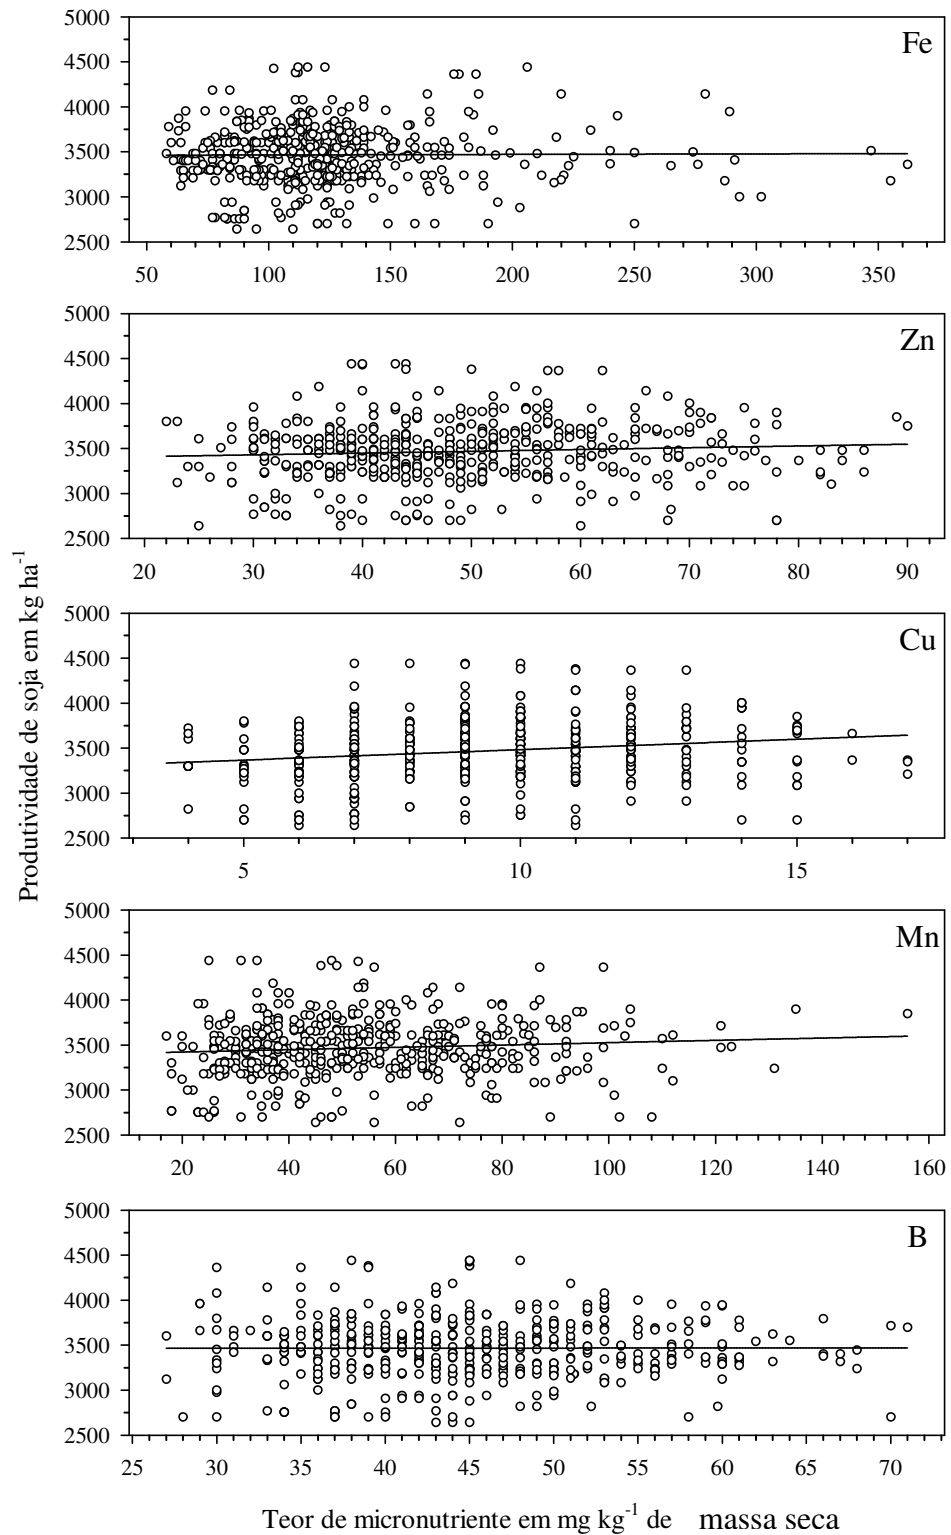 5000
Fe
4500
4000
3500
3000
2500
50 100 150 200 250 300 350
5000
Zn
4500
4000
3500
3000
2500
20 30 40 50 60 70 80 90
5000
Cu
4500
4000
3500
3000
2500
5 10 15
5000
Mn
4500
4000
3500
3000
2500
20 40 60 80 100 120 140 160
5000
B
4500
4000
3500
3000
2500
25 30 35 40 45 50 55 60 65 70
Produtividade de soja em kg ha⁻¹
Teor de micronutriente em mg kg⁻¹ de massa seca